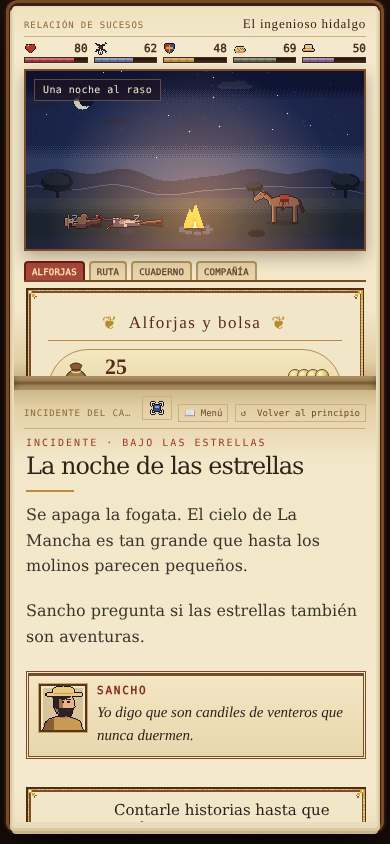 RELACIÓN DE SUCESOS
El ingenioso hidalgo
80 62 48 69 50
Una noche al raso
ALFORJAS RUTA CUADERNO COMPAÑÍA
Alforjas y bolsa
25
INCIDENTE DEL CA…
Menú
↺ Volver al principio
INCIDENTE · BAJO LAS ESTRELLAS
La noche de las estrellas
Se apaga la fogata. El cielo de La
Mancha es tan grande que hasta los
molinos parecen pequeños.
Sancho pregunta si las estrellas también
son aventuras.
SANCHO
Yo digo que son candiles de venteros que
nunca duermen.
Contarle historias hasta que